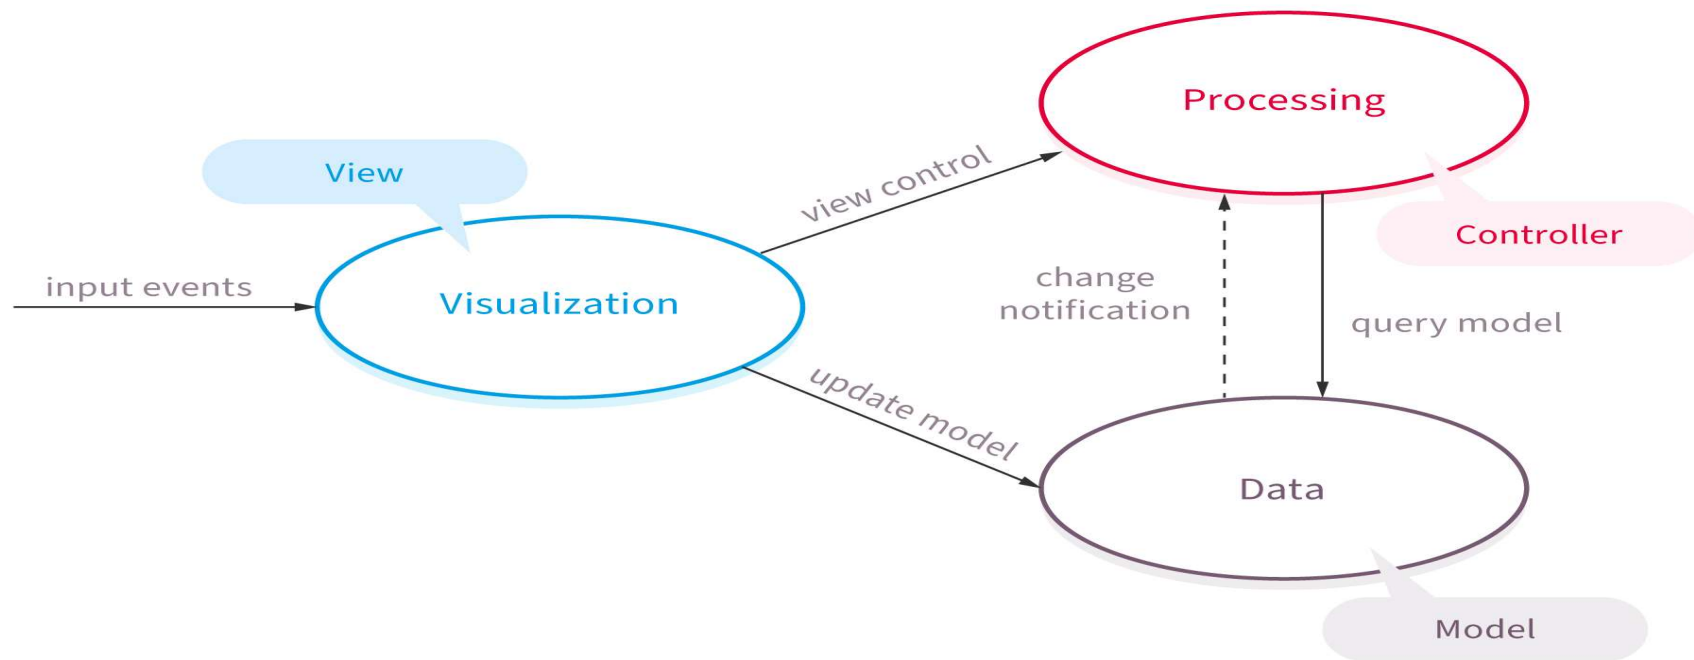 Processing
view control
View
Controller
input events
Visualization
change
notification
query model
update model
Data
Model